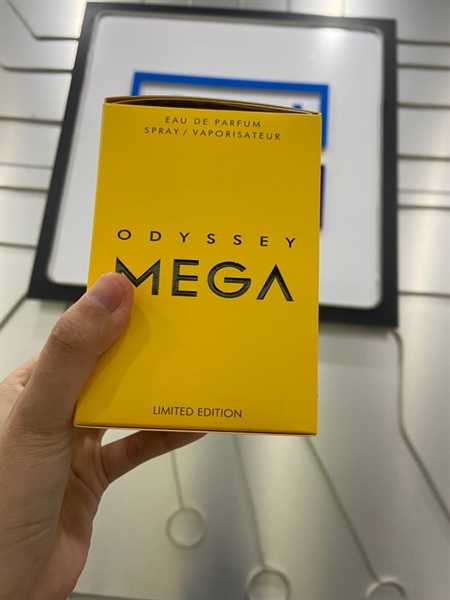 EAU DE PARFUM
SPRAY / VAPORISATEUR
ODYSSEY
MEGA
LIMITED EDITION